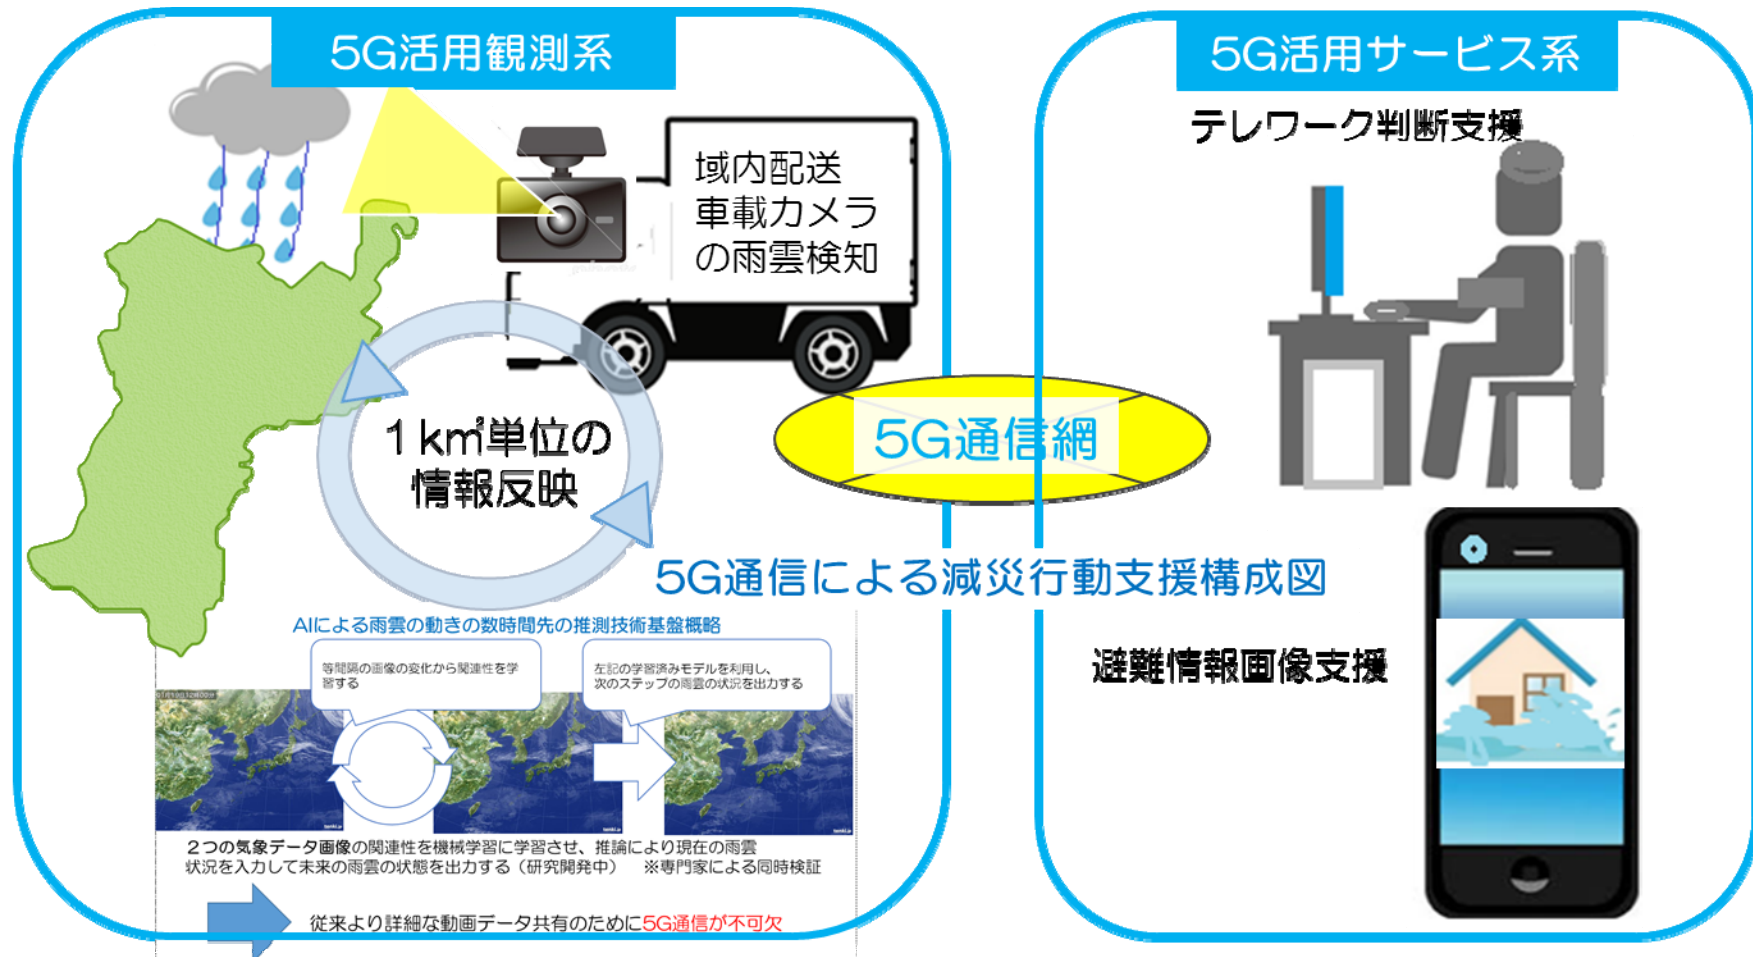 5G活用観測系
域内配送
車載カメラ
の雨雲検知
1k㎡単位の
情報反映
5G通信網
5G活用サービス系
テレワーク判断支援
5G通信による減災行動支援構成図
避難情報画像支援
AIによる雨雲の動きの数時間先の推測技術基盤概略
等間隔の画像の変化から関連性を学
習する
左記の学習済みモデルを利用し、
次のステップの雨雲の状況を出力する
tenki.jp
tenki.jp
tenki.jp
2つの気象データ画像の関連性を機械学習に学習させ、推論により現在の雨雲
状況を入力して未来の雨雲の状態を出力する（研究開発中）　※専門家による同時検証
従来より詳細な動画データ共有のために5G通信が不可欠